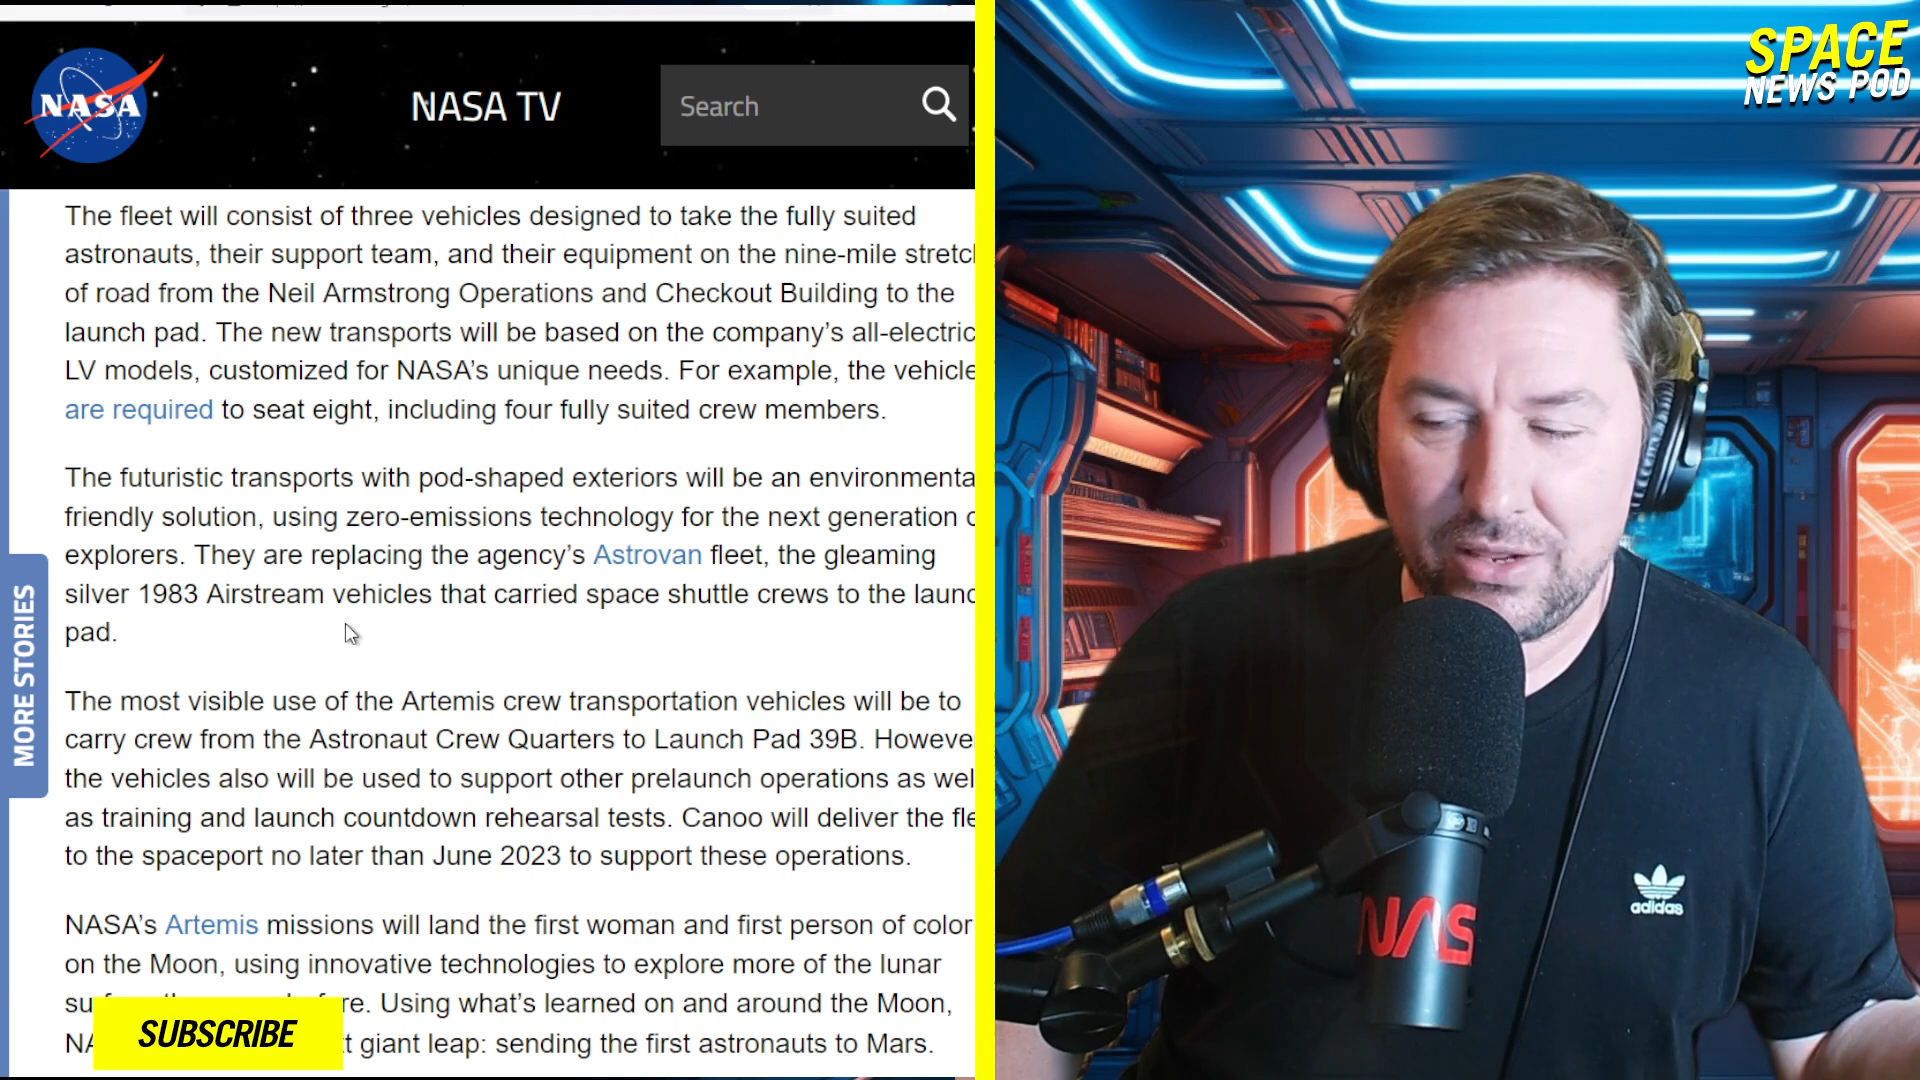 NASA
NASA TV
Search
The fleet will consist of three vehicles designed to take the fully suited
astronauts, their support team, and their equipment on the nine-mile
of road from the Neil Armstrong Operations and Checkout Building to the
launch pad. The new transports will be based on the company's all-electric
LV models, customized for NASA's unique needs. For example, the vehicle
are required to seat eight, including four fully suited crew members.
The futuristic transports with pod-shaped exteriors will be an environmenta
friendly solution, using zero-emissions technology for the next generation
explorers. They are replacing the agency's Astrovan fleet, the gleaming
silver 1983 Airstream vehicles that carried space shuttle crews to the
pad.
The most visible use of the Artemis crew transportation vehicles will be to
carry crew from the Astronaut Crew Quarters to Launch Pad 39B. Howeve
the vehicles also will be used to support other prelaunch operations as wel
as training and launch countdown rehearsal tests. Canoo will deliver the
to the spaceport no later than June 2023 to support these operations.
NASA's Artemis missions will land the first woman and first person of color
on the Moon, using innovative technologies to explore more of the lunar
Using what's learned on and around the Moon,
giant leap: sending the first astronauts to Mars.
MORE STORIES
SUBSCRIBE
SPACE
NEWS POD
NAS
adidas